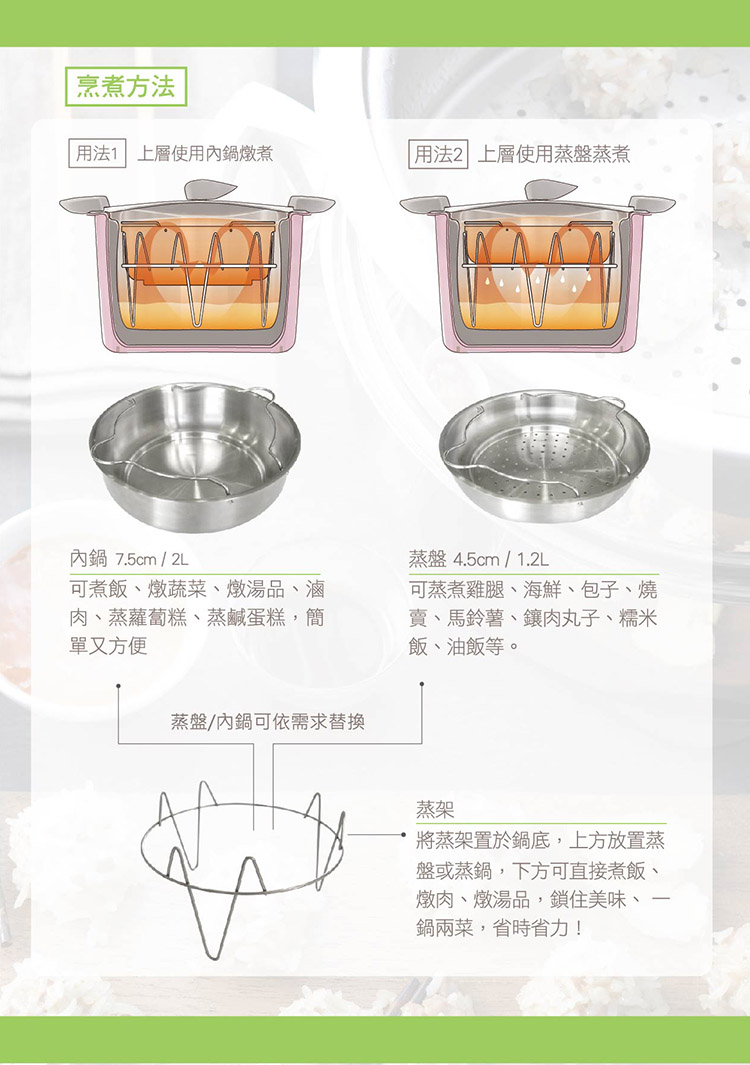 烹煮方法
用法1 上層使用內鍋燉煮
用法2 上層使用蒸盤蒸煮
內鍋 7.5cm / 2L
可煮飯、燉蔬菜、燉湯品、滷
肉、蒸蘿蔔糕、蒸鹹蛋糕，簡
單又方便
蒸盤 4.5cm / 1.2L
可蒸煮雞腿、海鮮、包子、燒
賣、馬鈴薯、鑲肉丸子、糯米
飯、油飯等。
蒸盤/內鍋可依需求替換
蒸架
將蒸架置於鍋底，上方放置蒸
盤或蒸鍋，下方可直接煮飯、
燉肉、燉湯品，鎖住美味、一
鍋兩菜，省時省力！